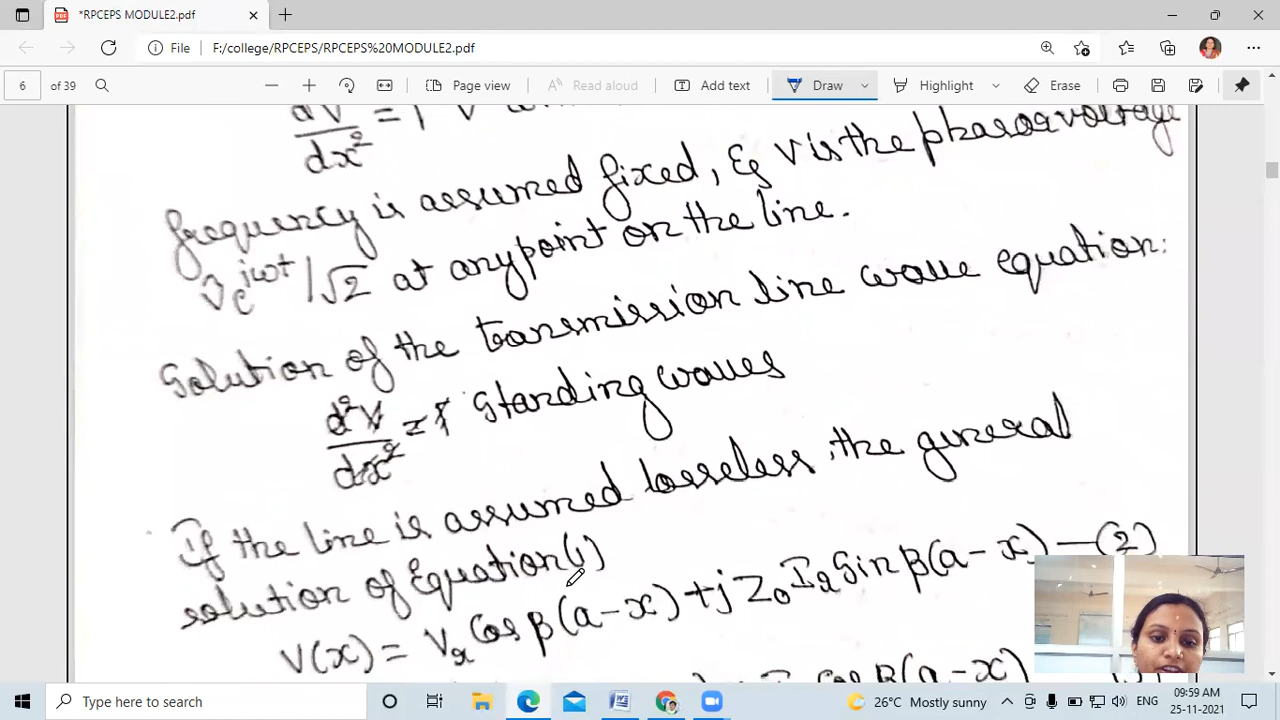 *RPCEPS MODULE2.pdf
File F:/college/RPCEPS/RPCEPS%20MODULE2.pdf
6 of 39 Page view Read aloud Add text Draw Highlight Erase
dx² =
frequency is assumed fixed, & V is the phasor voltage
e^jωt/√2 at any point on the line.
Solution of the transmission line wave equation:
d²V/dx² = Standing waves
If the line is assumed lossless, the general
solution of Equation(1)
V(x) = Vr Cos β(a-x) + j Z₀ Ir Sin β(a-x) — (2)
Cos β(a-x)
Type here to search
26°C Mostly sunny ENG 09:59 AM
25-11-2021